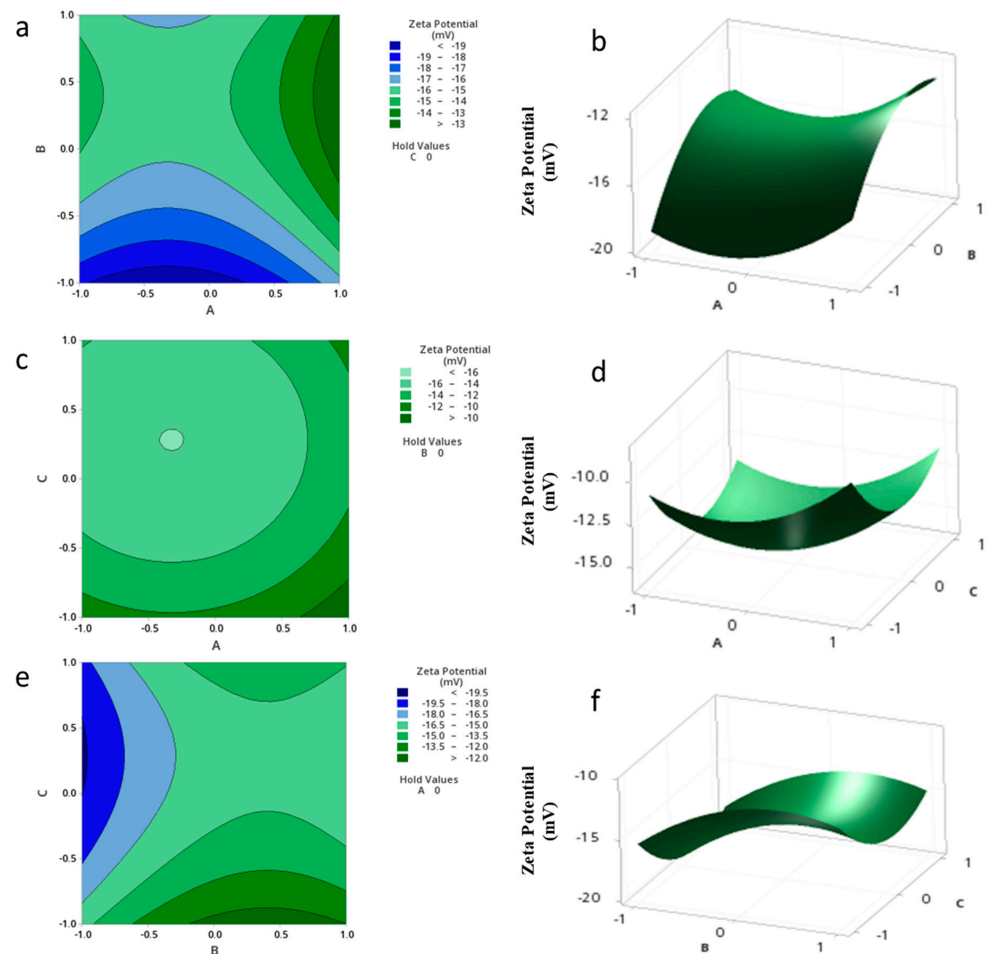 a
Zeta Potential
(mV)
< -19
-19 – -18
-18 – -17
-17 – -16
-16 – -15
-15 – -14
-14 – -13
> -13
Hold Values
C 0
1.0
0.5
0.0
-0.5
-1.0
B
-1.0 -0.5 0.0 0.5 1.0
A
b
Zeta Potential
(mV)
-12
-16
-20
-1 0 1
A
-1 0 1
B
c
Zeta Potential
(mV)
< -16
-16 – -14
-14 – -12
-12 – -10
> -10
Hold Values
B 0
1.0
0.5
0.0
-0.5
-1.0
C
-1.0 -0.5 0.0 0.5 1.0
A
d
Zeta Potential
(mV)
-10.0
-12.5
-15.0
-1 0 1
A
-1 0 1
C
e
Zeta Potential
(mV)
< -19.5
-19.5 – -18.0
-18.0 – -16.5
-16.5 – -15.0
-15.0 – -13.5
-13.5 – -12.0
> -12.0
Hold Values
A 0
1.0
0.5
0.0
-0.5
-1.0
C
-1.0 -0.5 0.0 0.5 1.0
B
f
Zeta Potential
(mV)
-10
-15
-20
-1 0 1
B
-1 0 1
C